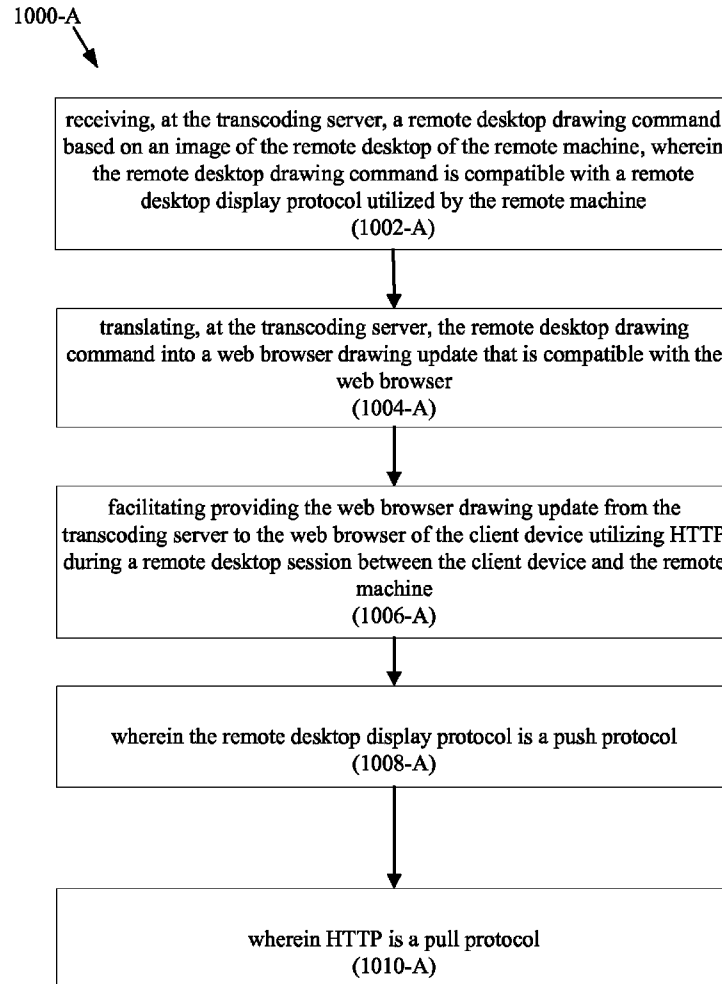 1000-A
receiving, at the transcoding server, a remote desktop drawing command
based on an image of the remote desktop of the remote machine, wherein
the remote desktop drawing command is compatible with a remote
desktop display protocol utilized by the remote machine
(1002-A)
translating, at the transcoding server, the remote desktop drawing
command into a web browser drawing update that is compatible with the
web browser
(1004-A)
facilitating providing the web browser drawing update from the
transcoding server to the web browser of the client device utilizing HTTP
during a remote desktop session between the client device and the remote
machine
(1006-A)
wherein the remote desktop display protocol is a push protocol
(1008-A)
wherein HTTP is a pull protocol
(1010-A)